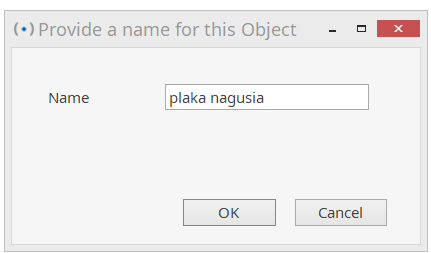 Provide a name for this Object
Name
plaka nagusia
OK
Cancel